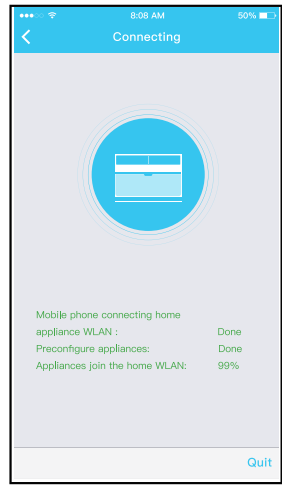 8:08 AM 50%
Connecting
Mobile phone connecting home
appliance WLAN : Done
Preconfigure appliances: Done
Appliances join the home WLAN: 99%
Quit